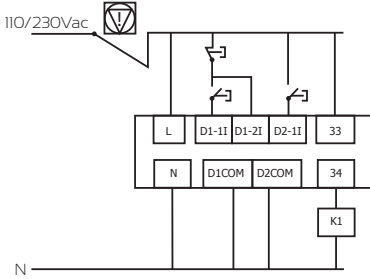 110/230Vac
L D1-1I D1-2I D2-1I 33
N D1COM D2COM 34
K1
N